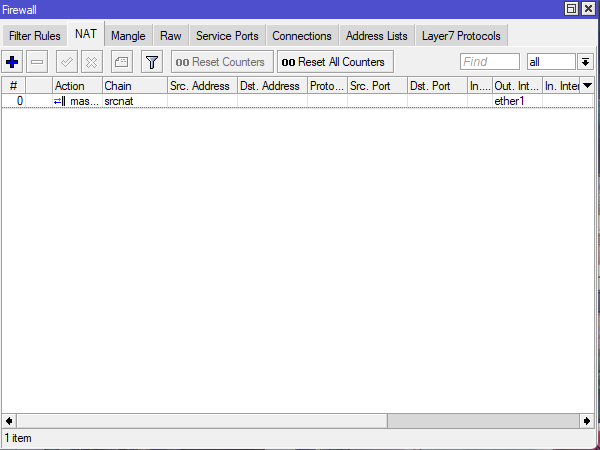 Firewall
Filter Rules NAT Mangle Raw Service Ports Connections Address Lists Layer7 Protocols
00 Reset Counters 00 Reset All Counters Find all
# Action Chain Src. Address Dst. Address Proto... Src. Port Dst. Port In.... Out. Int... In. Inter
0 mas... srcnat ether1
1 item